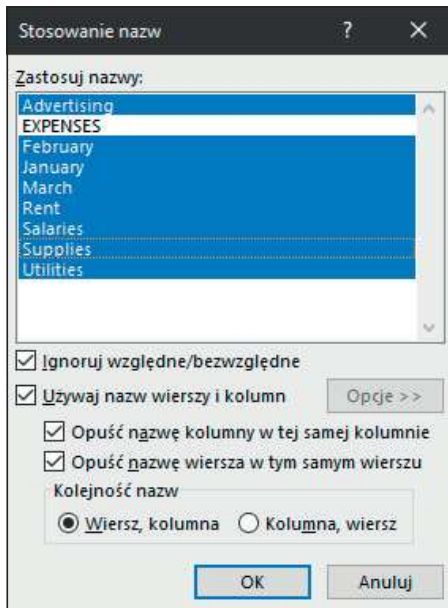 Stosowanie nazw ? ×
Zastosuj nazwy:
Advertising
EXPENSES
February
January
March
Rent
Salaries
Supplies
Utilities
Ignoruj względne/bezwzględne
Używaj nazw wierszy i kolumn Opcje >>
Opuść nazwę kolumny w tej samej kolumnie
Opuść nazwę wiersza w tym samym wierszu
Kolejność nazw
Wiersz, kolumna Kolumna, wiersz
OK Anuluj